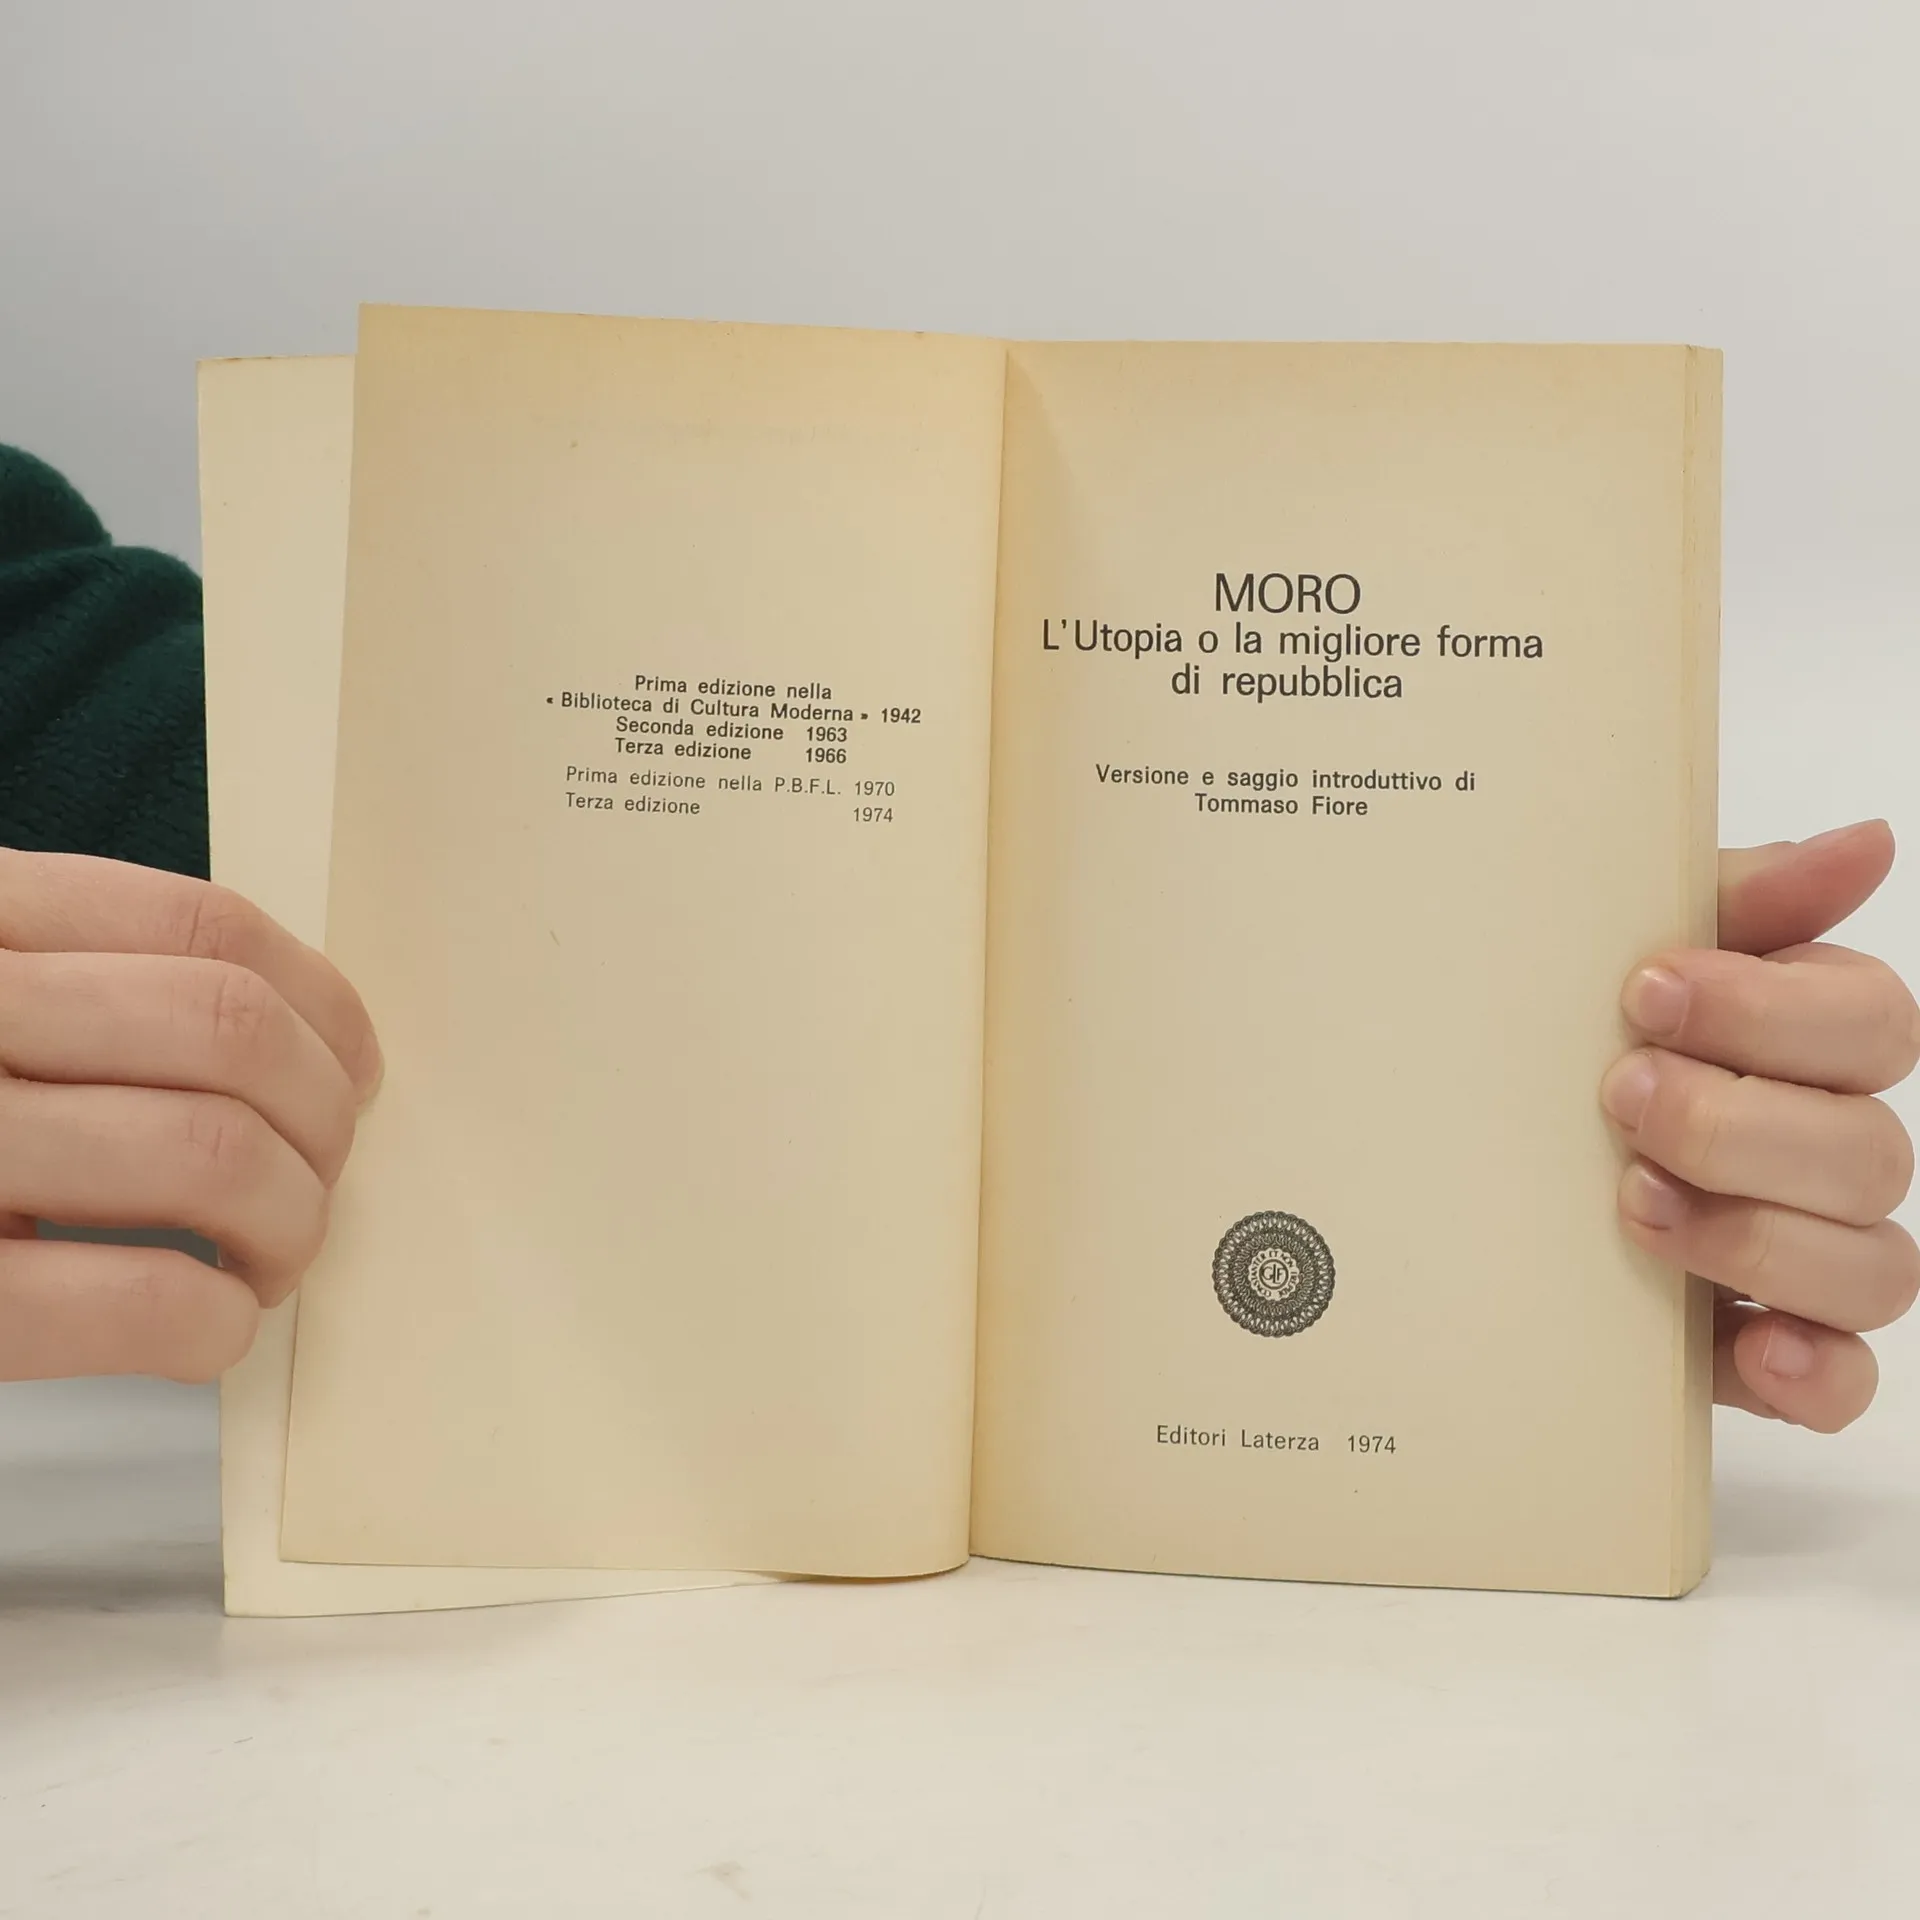 Prima edizione nella
« Biblioteca di Cultura Moderna » 1942
Seconda edizione 1963
Terza edizione 1966
Prima edizione nella P.B.F.L. 1970
Terza edizione 1974
MORO
L'Utopia o la migliore forma
di repubblica
Versione e saggio introduttivo di
Tommaso Fiore
GLF
Editori Laterza 1974